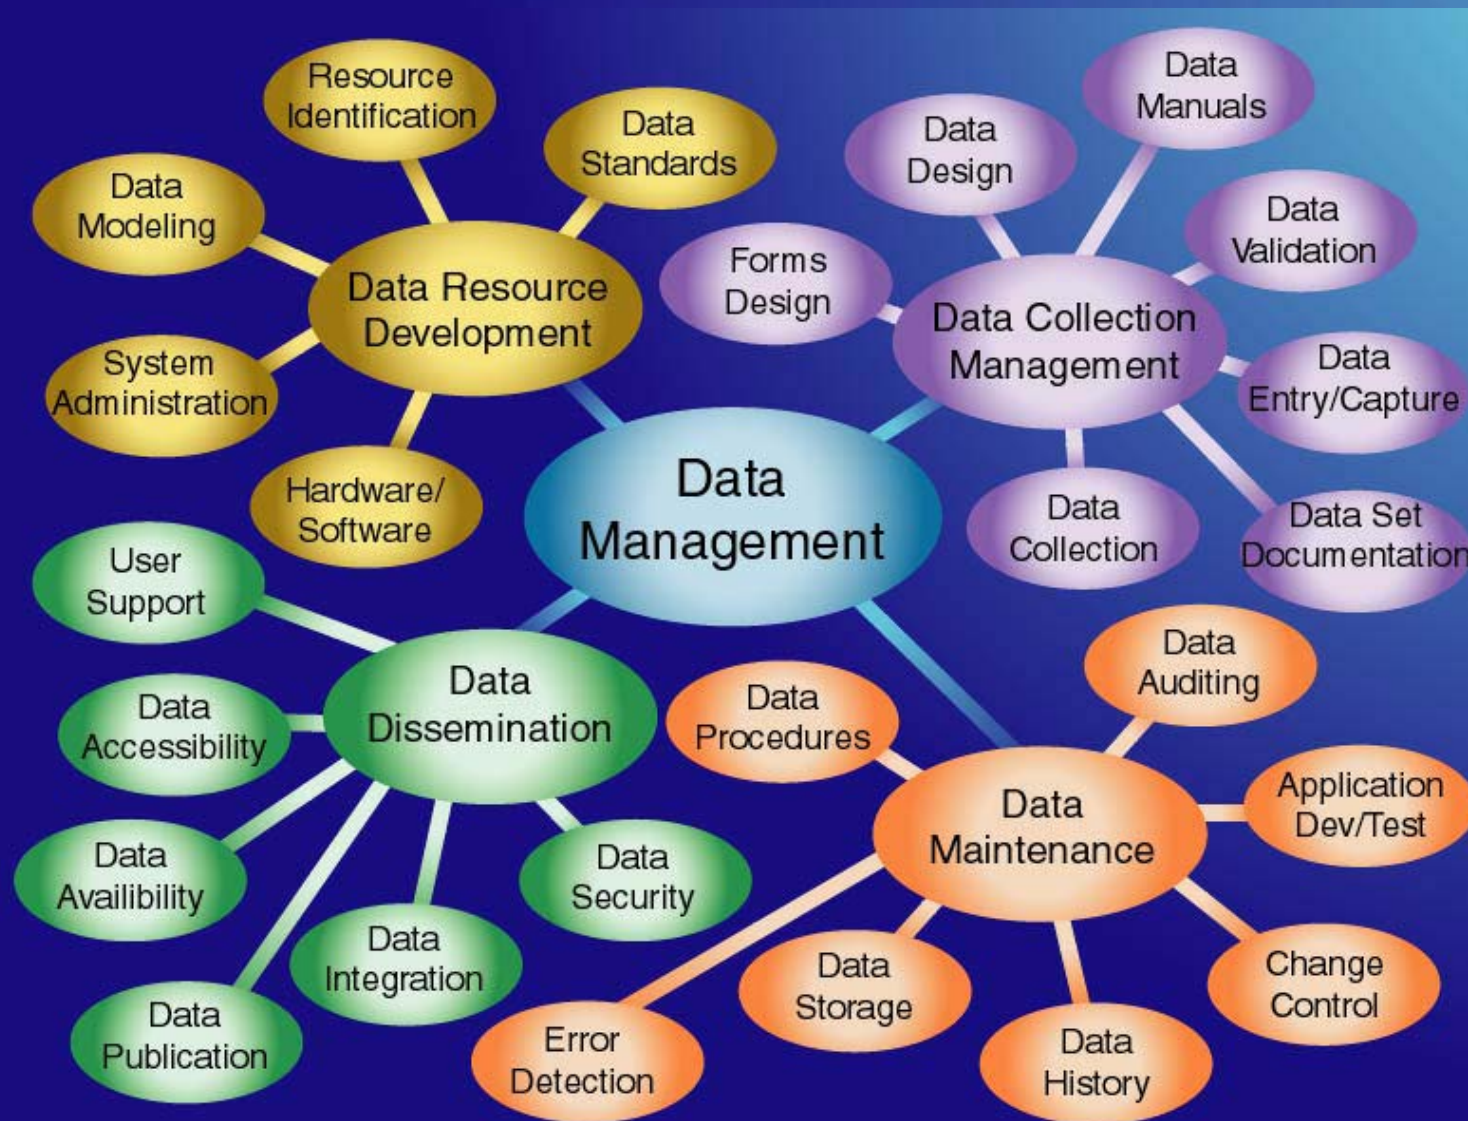 Resource
Identification
Data
Standards
Data
Modeling
Data Resource
Development
System
Administration
Hardware/
Software
Data
Manuals
Data
Design
Data
Validation
Forms
Design
Data Collection
Management
Data
Entry/Capture
Data
Collection
Data Set
Documentation
Data
Management
User
Support
Data
Dissemination
Data
Accessibility
Data
Availibility
Data
Security
Data
Integration
Data
Publication
Data
Auditing
Data
Procedures
Data
Maintenance
Application
Dev/Test
Change
Control
Data
Storage
Data
History
Error
Detection